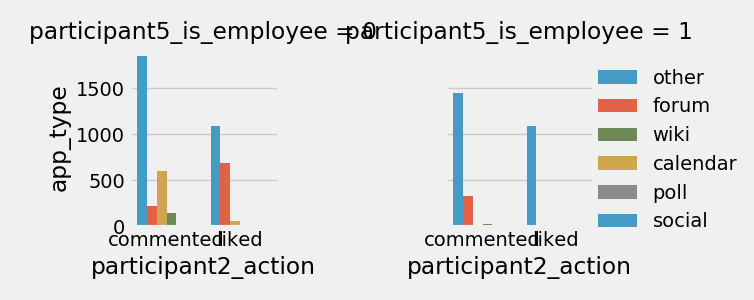 participant5_is_employee = 0
participant5_is_employee = 1
app_type
1500
1000
500
0
commented
liked
commented
liked
participant2_action
participant2_action
other
forum
wiki
calendar
poll
social